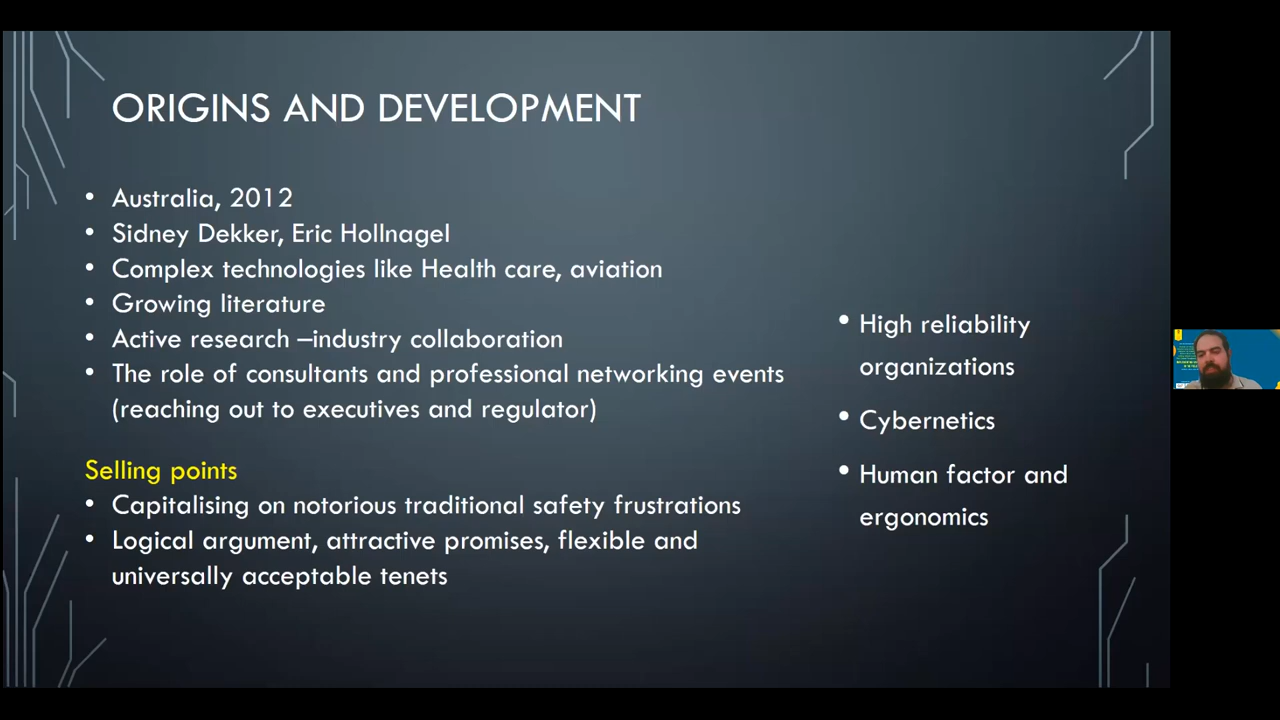 ORIGINS AND DEVELOPMENT
• Australia, 2012
• Sidney Dekker, Eric Hollnagel
• Complex technologies like Health care, aviation
• Growing literature
• Active research –industry collaboration
• The role of consultants and professional networking events
(reaching out to executives and regulator)
Selling points
• Capitalising on notorious traditional safety frustrations
• Logical argument, attractive promises, flexible and
universally acceptable tenets
• High reliability
organizations
• Cybernetics
• Human factor and
ergonomics